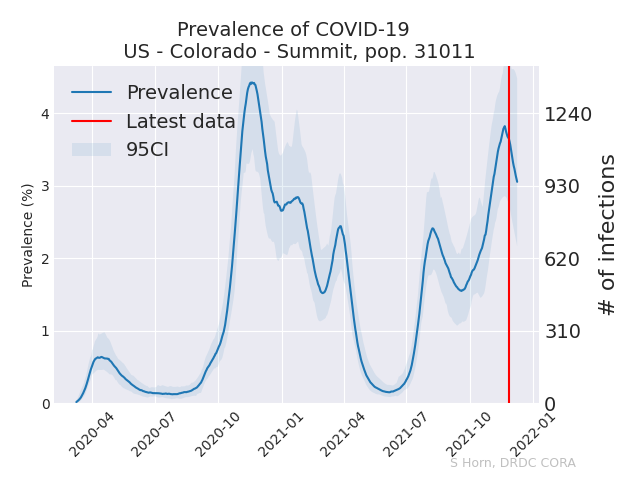 Prevalence of COVID-19
US - Colorado - Summit, pop. 31011
Prevalence
Latest data
95CI
Prevalence (%)
4
3
2
1
0
1240
930
620
310
0
# of infections
2020-04
2020-07
2020-10
2021-01
2021-04
2021-07
2021-10
2022-01
S Horn, DRDC CORA